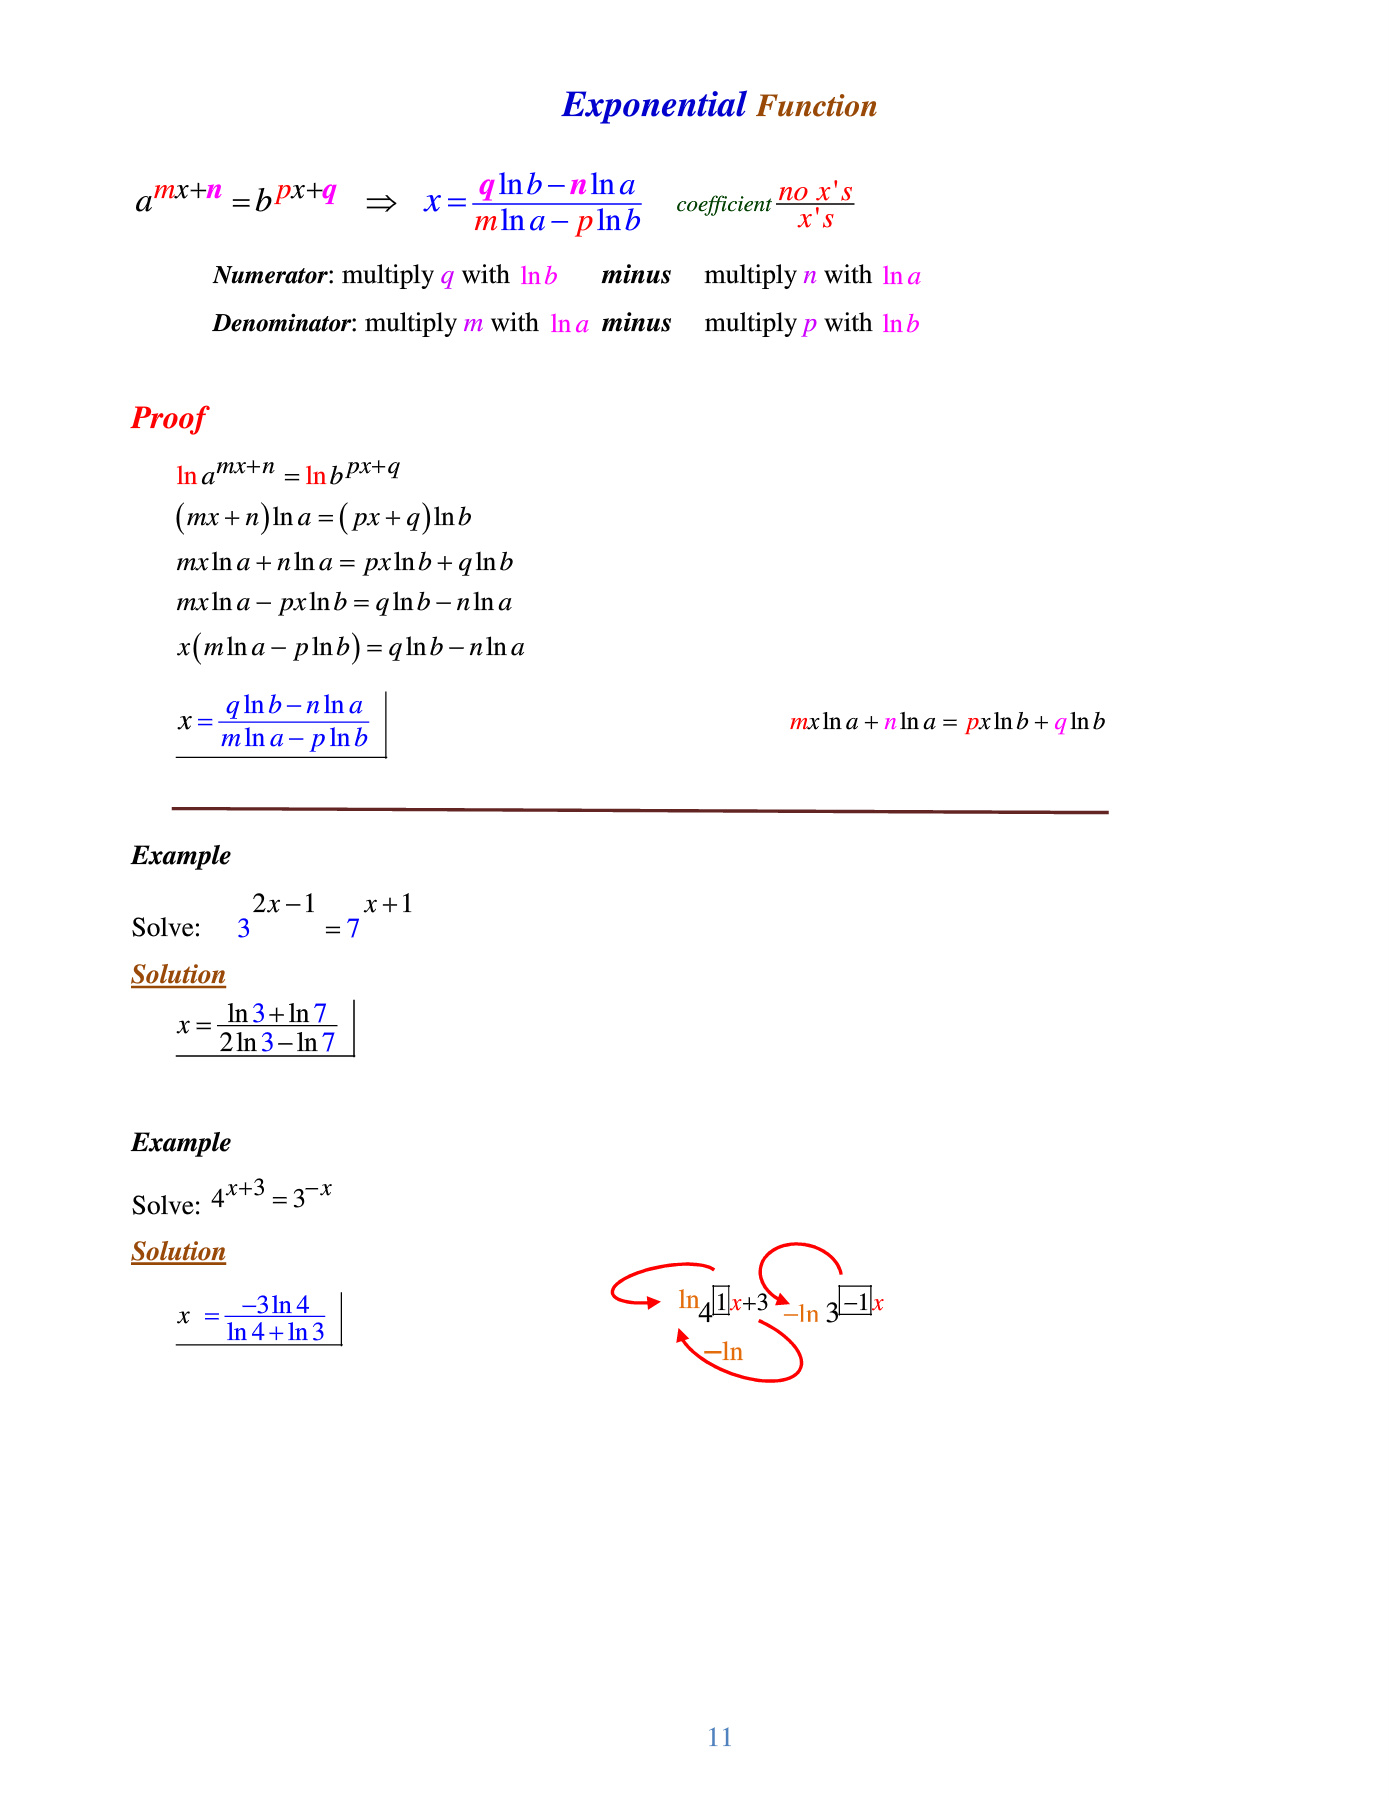 Exponential Function
a^{mx+n} = b^{px+q} ⇒ x = \frac{q ln b − n ln a}{m ln a − p ln b} coefficient \frac{no x's}{x's}
Numerator: multiply q with ln b minus multiply n with ln a
Denominator: multiply m with ln a minus multiply p with ln b
Proof
ln a^{mx+n} = ln b^{px+q}
(mx + n) ln a = (px + q) ln b
mx ln a + n ln a = px ln b + q ln b
mx ln a − px ln b = q ln b − n ln a
x(m ln a − p ln b) = q ln b − n ln a
x = \frac{q ln b − n ln a}{m ln a − p ln b} mx ln a + n ln a = px ln b + q ln b
Example
Solve: 3^{2x−1} = 7^{x+1}
Solution
x = \frac{ln 3 + ln 7}{2 ln 3 − ln 7}
Example
Solve: 4^{x+3} = 3^{−x}
Solution
x = \frac{−3 ln 4}{ln 4 + ln 3} ln 4^{1x+3} −ln 3^{−1x}
−ln
11